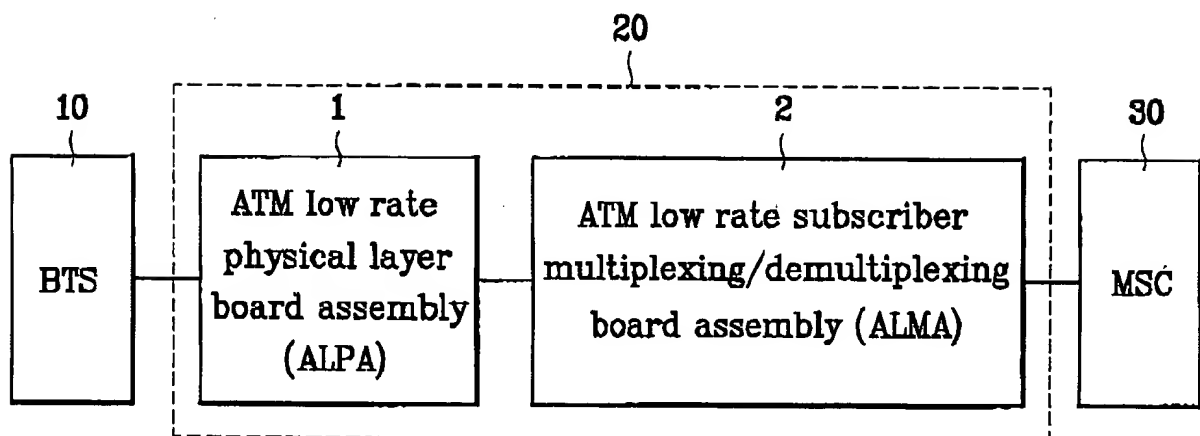 20
10
1
2
30
BTS
ATM low rate
physical layer
board assembly
(ALPA)
ATM low rate subscriber
multiplexing/demultiplexing
board assembly (ALMA)
MSC